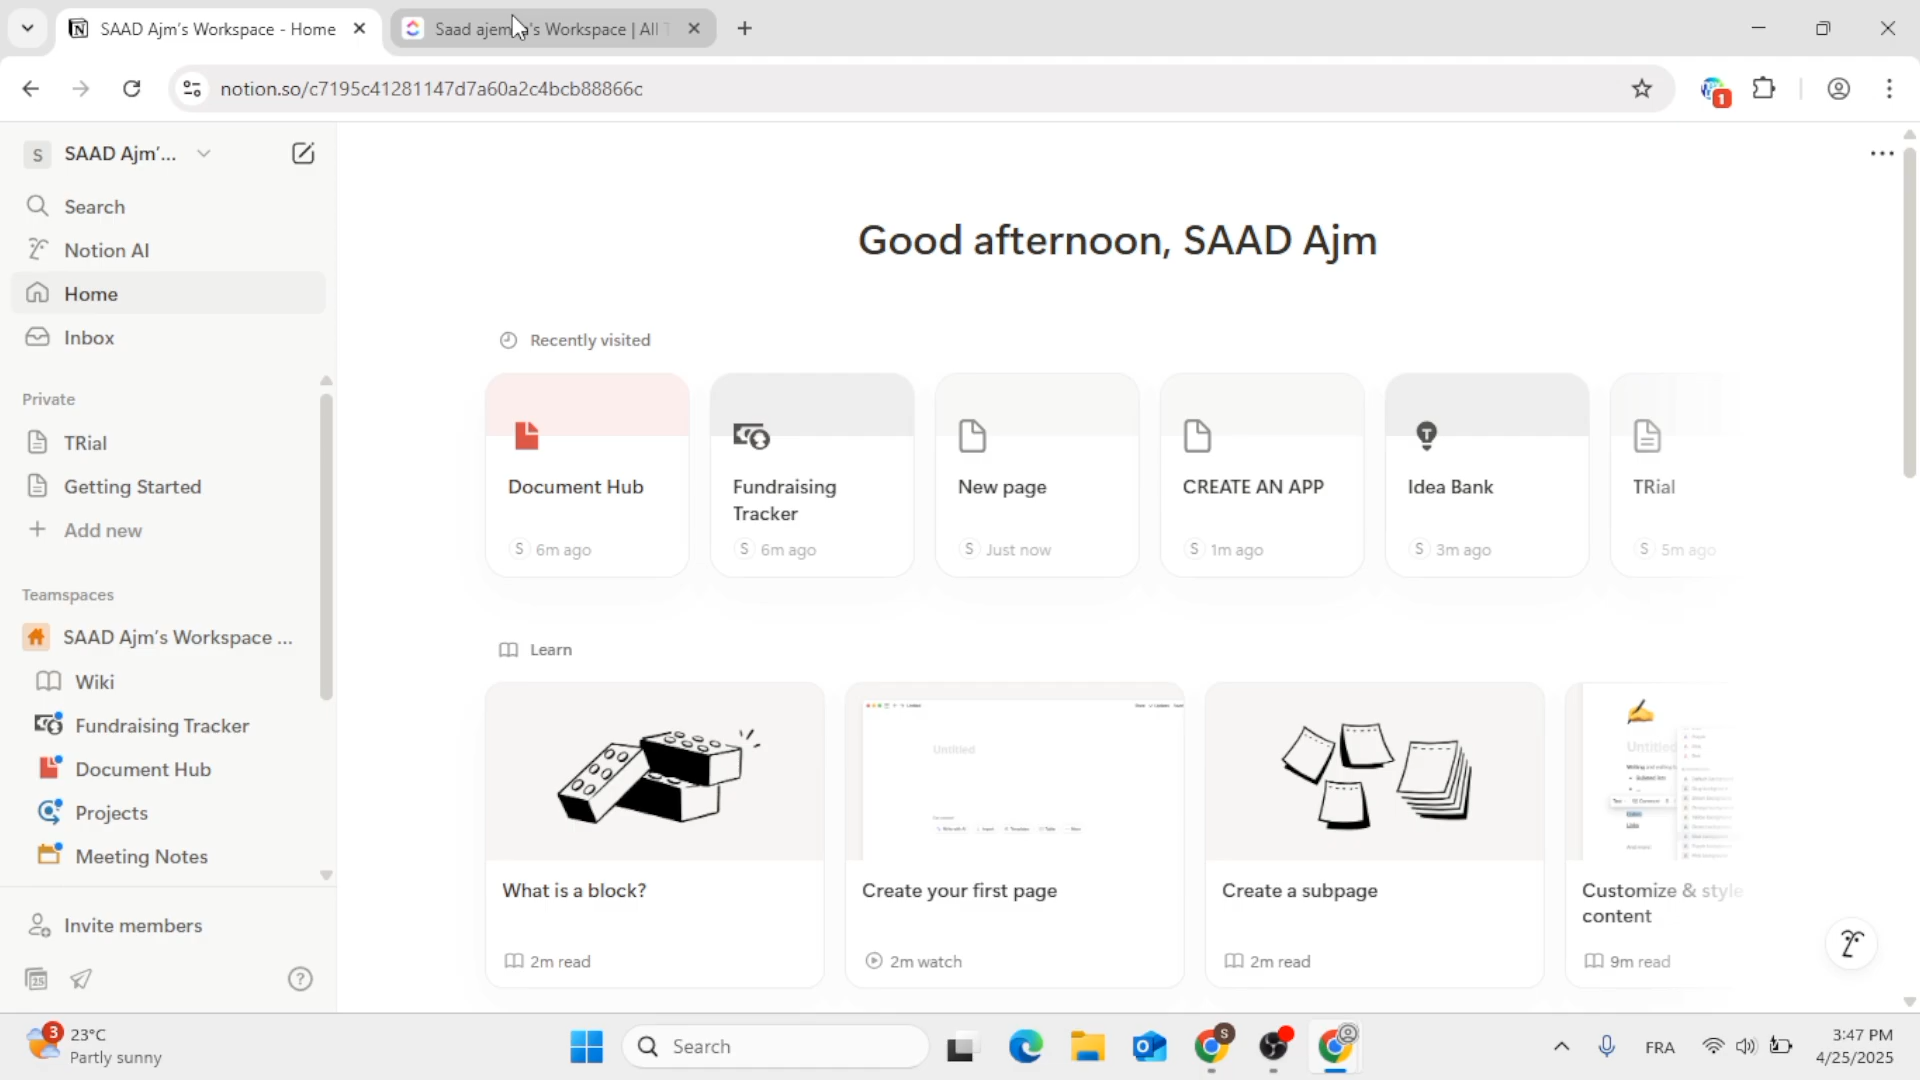 SAAD Ajm's Workspace - Home
Saad ajem a's Workspace | All T
notion.so/c7195c41281147d7a60a2c4bcb88866c
1
S SAAD Ajm'...
Search
Notion AI
Home
Inbox
Private
TRial
Getting Started
Add new
Teamspaces
SAAD Ajm's Workspace ...
Wiki
Fundraising Tracker
Document Hub
Projects
Meeting Notes
Invite members
25
Good afternoon, SAAD Ajm
Recently visited
Document Hub
S 6m ago
Fundraising
Tracker
S 6m ago
New page
S Just now
CREATE AN APP
S 1m ago
Idea Bank
S 3m ago
TRial
S 5m ago
Learn
What is a block?
2m read
Untitled
Create your first page
2m watch
Create a subpage
2m read
Untitled
Customize & style
content
9m read
3
23°C
Partly sunny
Search
S
FRA
3:47 PM
4/25/2025